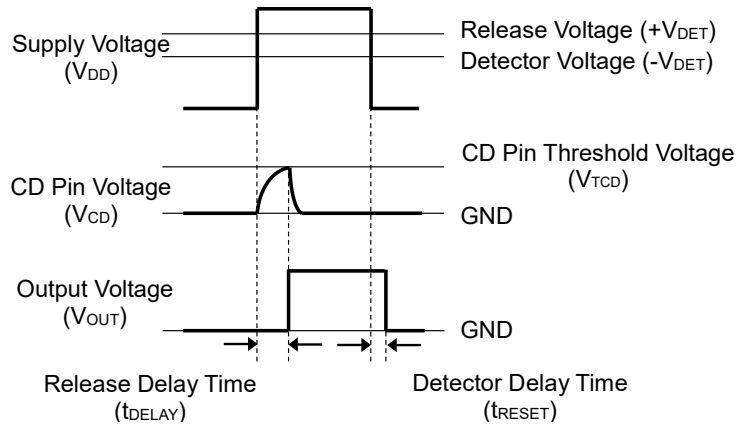 Supply Voltage
(VDD)
Release Voltage (+VDET)
Detector Voltage (-VDET)
CD Pin Threshold Voltage
(VTCD)
CD Pin Voltage
(VCD)
GND
Output Voltage
(VOUT)
GND
Release Delay Time
(tDELAY)
Detector Delay Time
(tRESET)